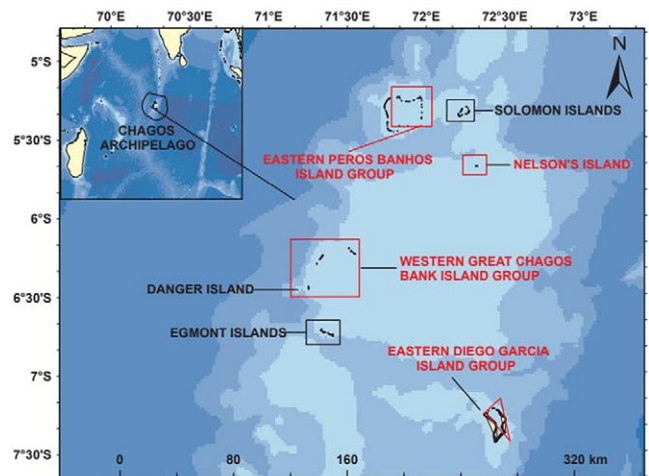 70°E 70°30'E 71°E 71°30'E 72°E 72°30'E 73°E
5°S
5°30'S
6°S
6°30'S
7°S
7°30'S
N
CHAGOS
ARCHIPELAGO
SOLOMON ISLANDS
EASTERN PEROS BANHOS
ISLAND GROUP
NELSON'S ISLAND
WESTERN GREAT CHAGOS
BANK ISLAND GROUP
DANGER ISLAND
EGMONT ISLANDS
EASTERN DIEGO GARCIA
ISLAND GROUP
0 80 160 320 km